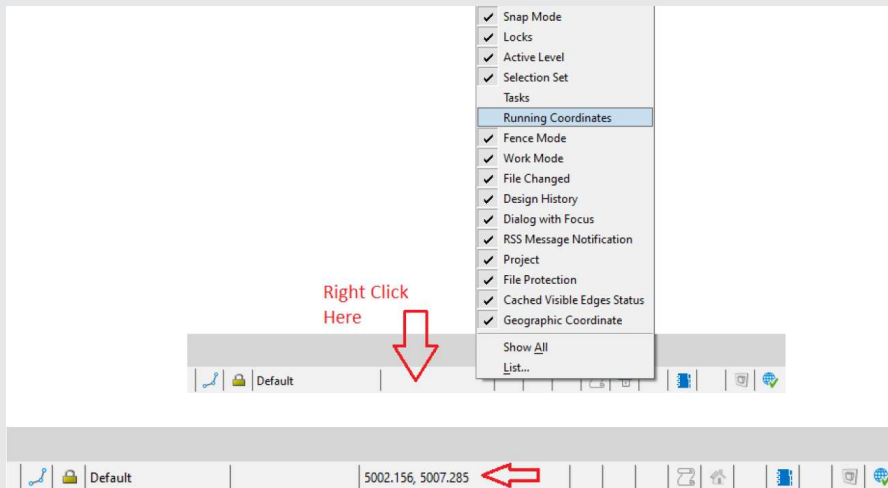 Snap Mode
Locks
Active Level
Selection Set
Tasks
Running Coordinates
Fence Mode
Work Mode
File Changed
Design History
Dialog with Focus
RSS Message Notification
Project
File Protection
Cached Visible Edges Status
Geographic Coordinate
Show All
List...
Right Click
Here
Default
Default
5002.156, 5007.285